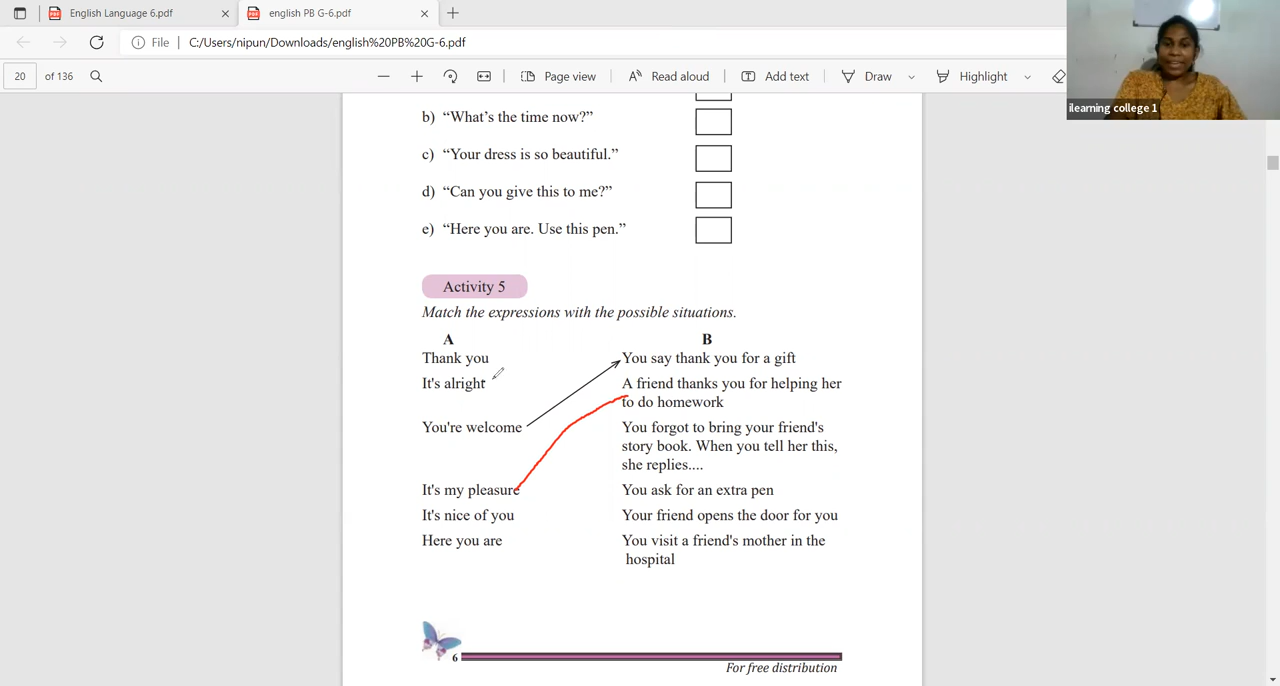 English Language 6.pdf
english PB G-6.pdf
File
C:/Users/nipun/Downloads/english%20PB%20G-6.pdf
20 of 136
Page view
Read aloud
Add text
Draw
Highlight
ilearning college 1
b) “What’s the time now?”
c) “Your dress is so beautiful.”
d) “Can you give this to me?”
e) “Here you are. Use this pen.”
Activity 5
Match the expressions with the possible situations.
A B
Thank you You say thank you for a gift
It's alright A friend thanks you for helping her
to do homework
You're welcome You forgot to bring your friend's
story book. When you tell her this,
she replies....
It's my pleasure You ask for an extra pen
It's nice of you Your friend opens the door for you
Here you are You visit a friend's mother in the
hospital
6
For free distribution